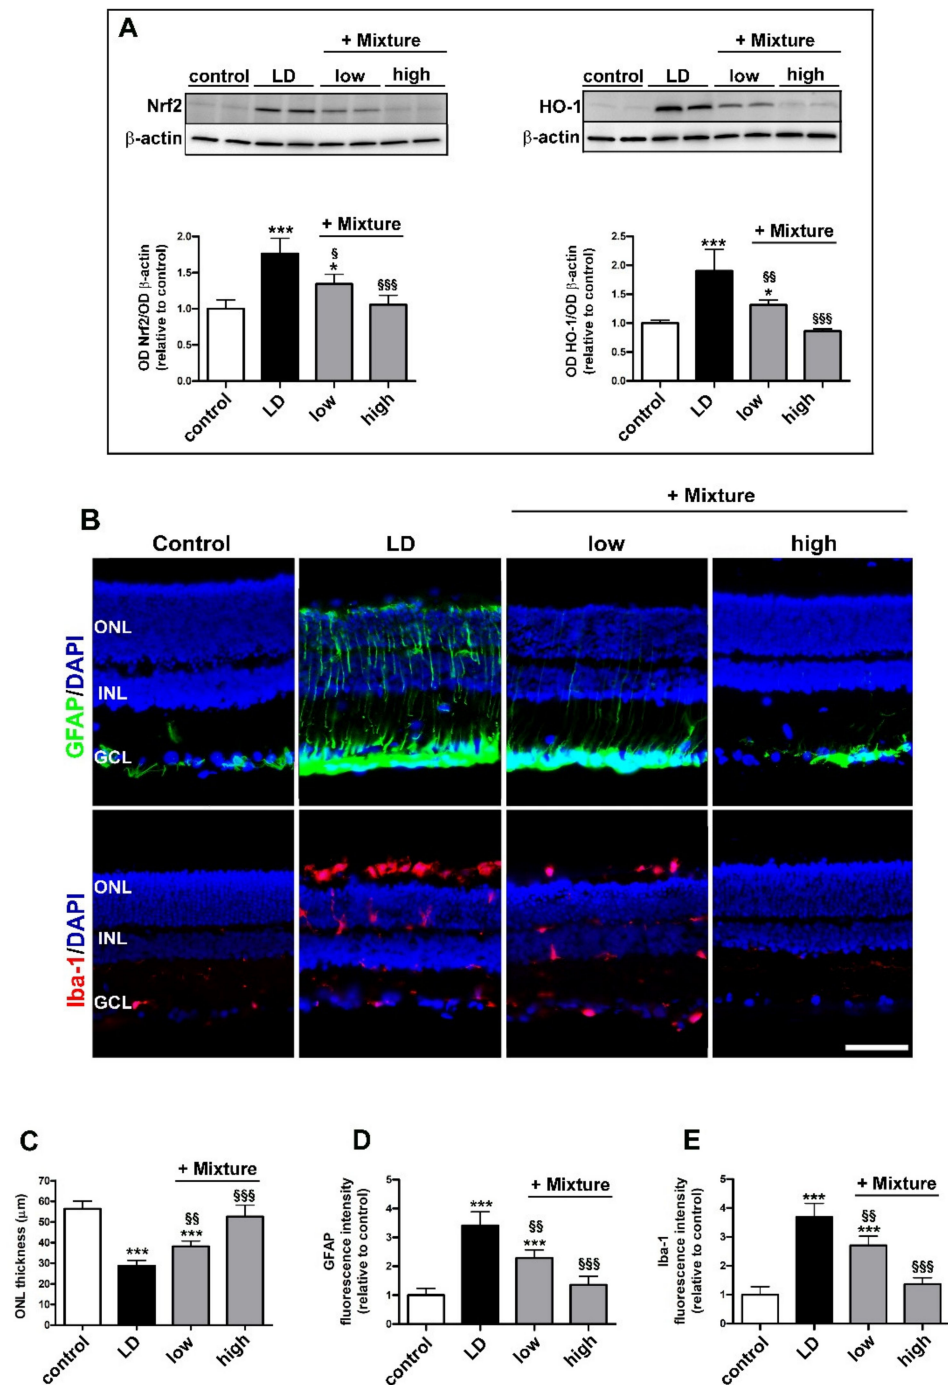 A
+ Mixture
control LD low high
Nrf2
β-actin
+ Mixture
control LD low high
HO-1
β-actin
+ Mixture
OD Nrf2/OD β-actin
(relative to control)
2.0
1.5
1.0
0.5
0.0
***
§
*
§§§
control LD low high
+ Mixture
OD HO-1/OD β-actin
(relative to control)
2.5
2.0
1.5
1.0
0.5
0.0
***
§§
*
§§§
control LD low high
B
+ Mixture
Control LD low high
GFAP/DAPI
ONL
INL
GCL
Iba-1/DAPI
ONL
INL
GCL
C
+ Mixture
ONL thickness (μm)
70
60
50
40
30
20
10
0
***
§§
***
§§§
control LD low high
D
+ Mixture
GFAP
fluorescence intensity
(relative to control)
5
4
3
2
1
0
***
§§
***
§§§
control LD low high
E
+ Mixture
Iba-1
fluorescence intensity
(relative to control)
5
4
3
2
1
0
***
§§
***
§§§
control LD low high